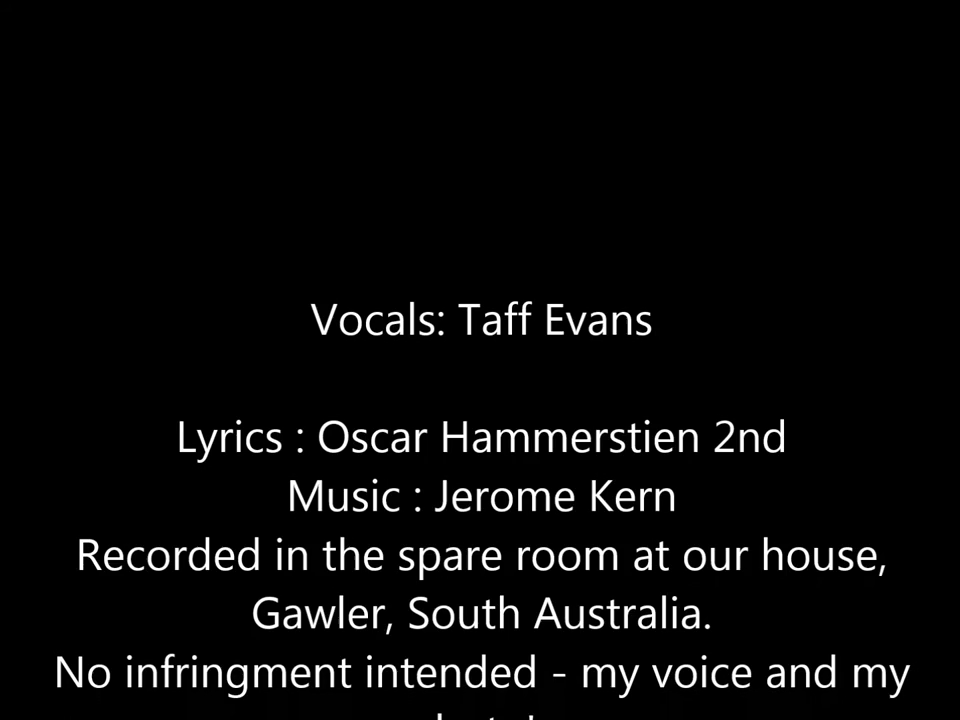 Vocals: Taff Evans
Lyrics : Oscar Hammerstien 2nd
Music : Jerome Kern
Recorded in the spare room at our house,
Gawler, South Australia.
No infringment intended - my voice and my